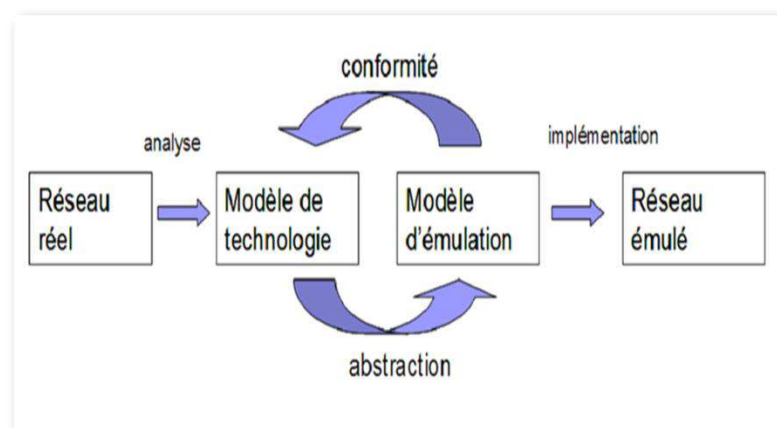 conformité
analyse
implémentation
Réseau
réel
Modèle de
technologie
Modèle
d'émulation
Réseau
émulé
abstraction